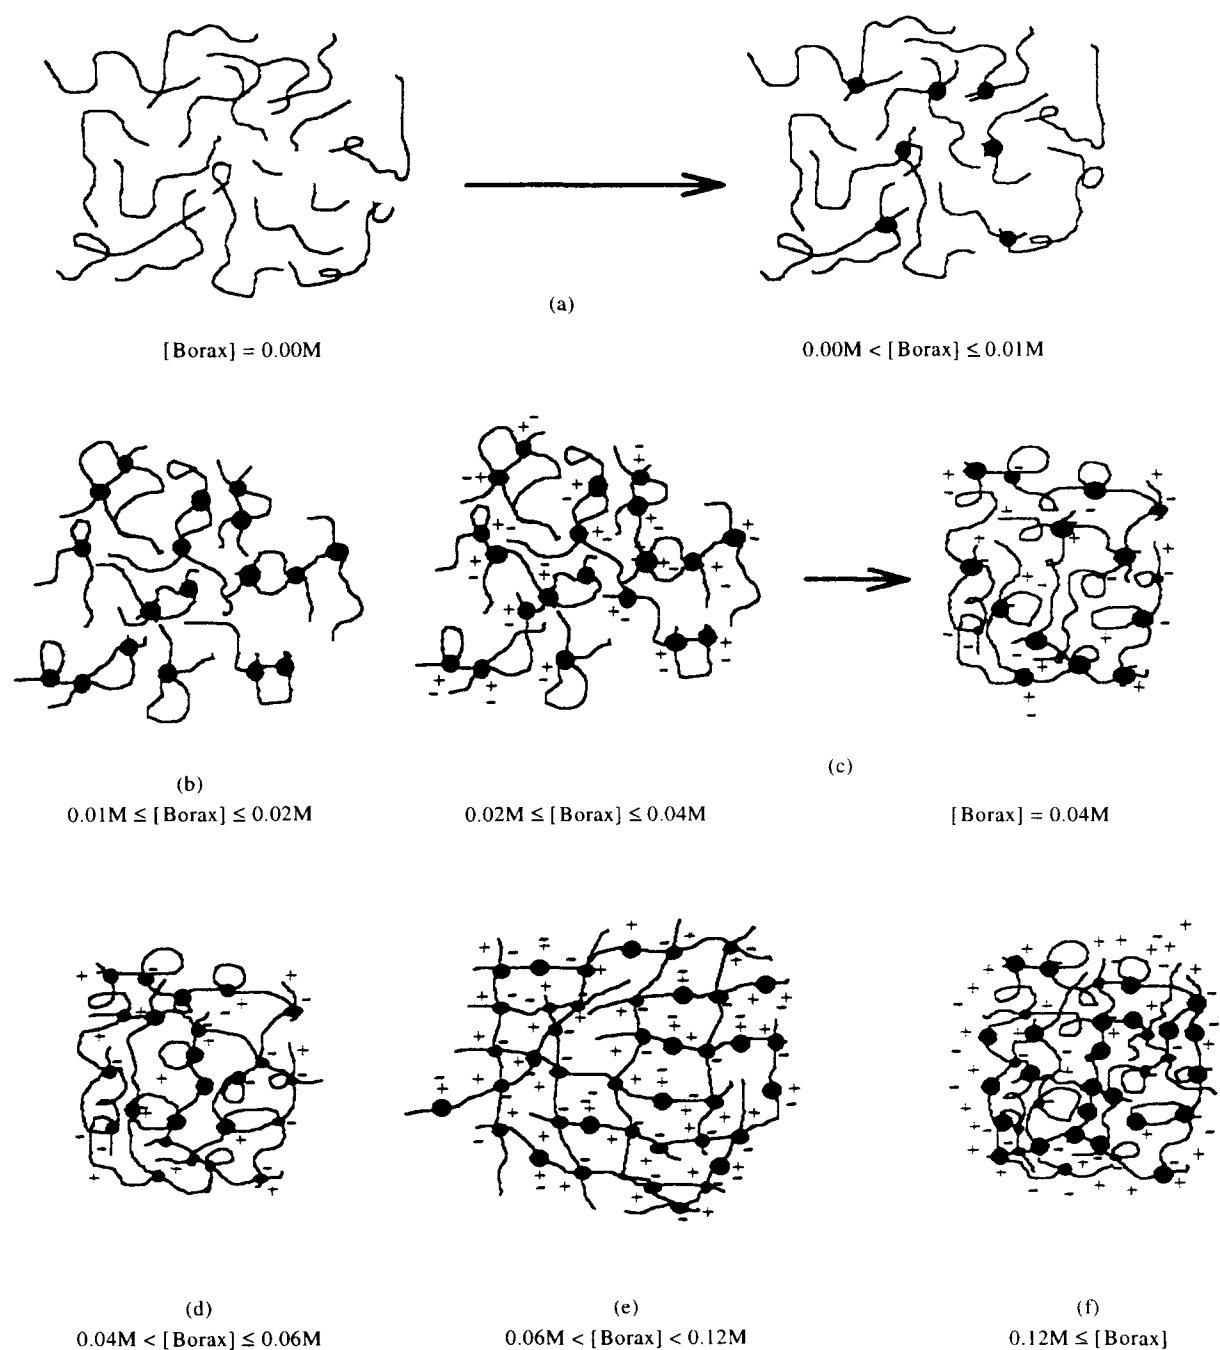 (a)
[Borax] = 0.00M
0.00M < [Borax] ≤ 0.01M
(b)
(c)
0.01M ≤ [Borax] ≤ 0.02M
0.02M ≤ [Borax] ≤ 0.04M
[Borax] = 0.04M
(d)
(e)
(f)
0.04M < [Borax] ≤ 0.06M
0.06M < [Borax] < 0.12M
0.12M ≤ [Borax]